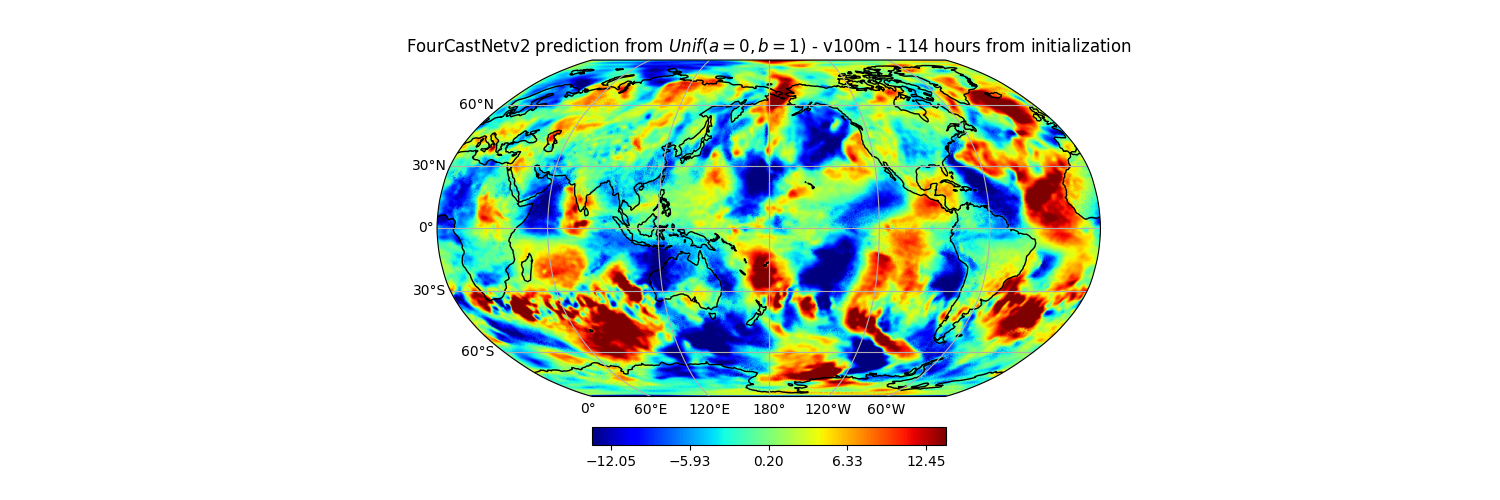 FourCastNetv2 prediction from Unif(a = 0, b = 1) - v100m - 114 hours from initialization
60°N
30°N
0°
30°S
60°S
0° 60°E 120°E 180° 120°W 60°W
−12.05 −5.93 0.20 6.33 12.45